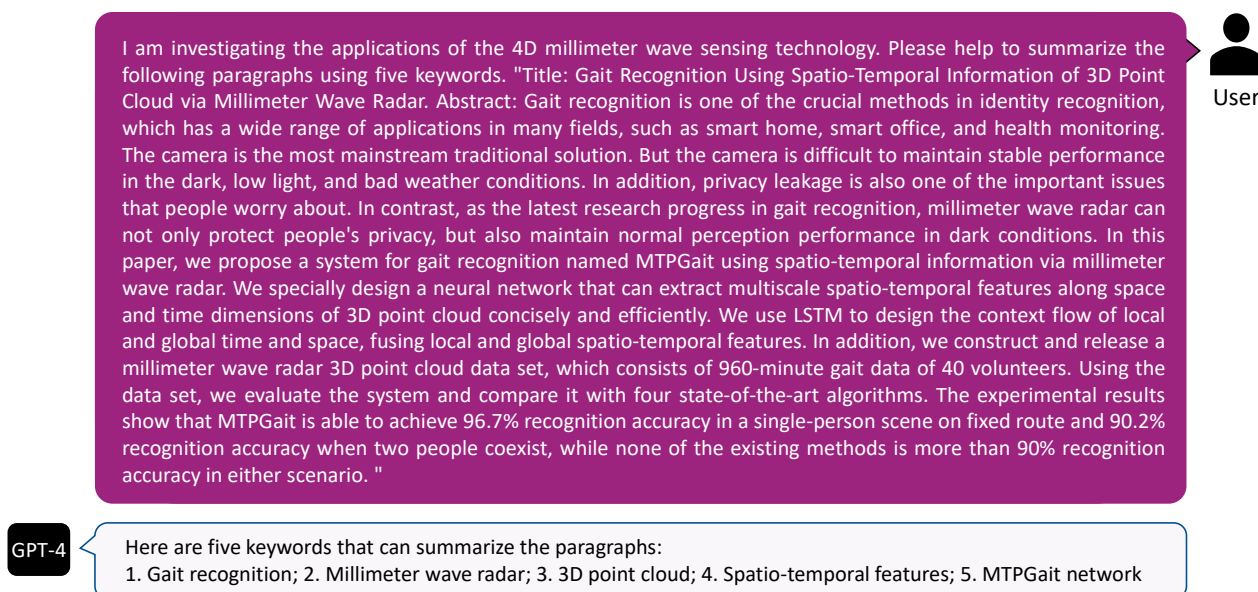 I am investigating the applications of the 4D millimeter wave sensing technology. Please help to summarize the
following paragraphs using five keywords. "Title: Gait Recognition Using Spatio-Temporal Information of 3D Point
Cloud via Millimeter Wave Radar. Abstract: Gait recognition is one of the crucial methods in identity recognition,
which has a wide range of applications in many fields, such as smart home, smart office, and health monitoring.
The camera is the most mainstream traditional solution. But the camera is difficult to maintain stable performance
in the dark, low light, and bad weather conditions. In addition, privacy leakage is also one of the important issues
that people worry about. In contrast, as the latest research progress in gait recognition, millimeter wave radar can
not only protect people's privacy, but also maintain normal perception performance in dark conditions. In this
paper, we propose a system for gait recognition named MTPGait using spatio-temporal information via millimeter
wave radar. We specially design a neural network that can extract multiscale spatio-temporal features along space
and time dimensions of 3D point cloud concisely and efficiently. We use LSTM to design the context flow of local
and global time and space, fusing local and global spatio-temporal features. In addition, we construct and release a
millimeter wave radar 3D point cloud data set, which consists of 960-minute gait data of 40 volunteers. Using the
data set, we evaluate the system and compare it with four state-of-the-art algorithms. The experimental results
show that MTPGait is able to achieve 96.7% recognition accuracy in a single-person scene on fixed route and 90.2%
recognition accuracy when two people coexist, while none of the existing methods is more than 90% recognition
accuracy in either scenario. "
User
GPT-4
Here are five keywords that can summarize the paragraphs:
1. Gait recognition; 2. Millimeter wave radar; 3. 3D point cloud; 4. Spatio-temporal features; 5. MTPGait network